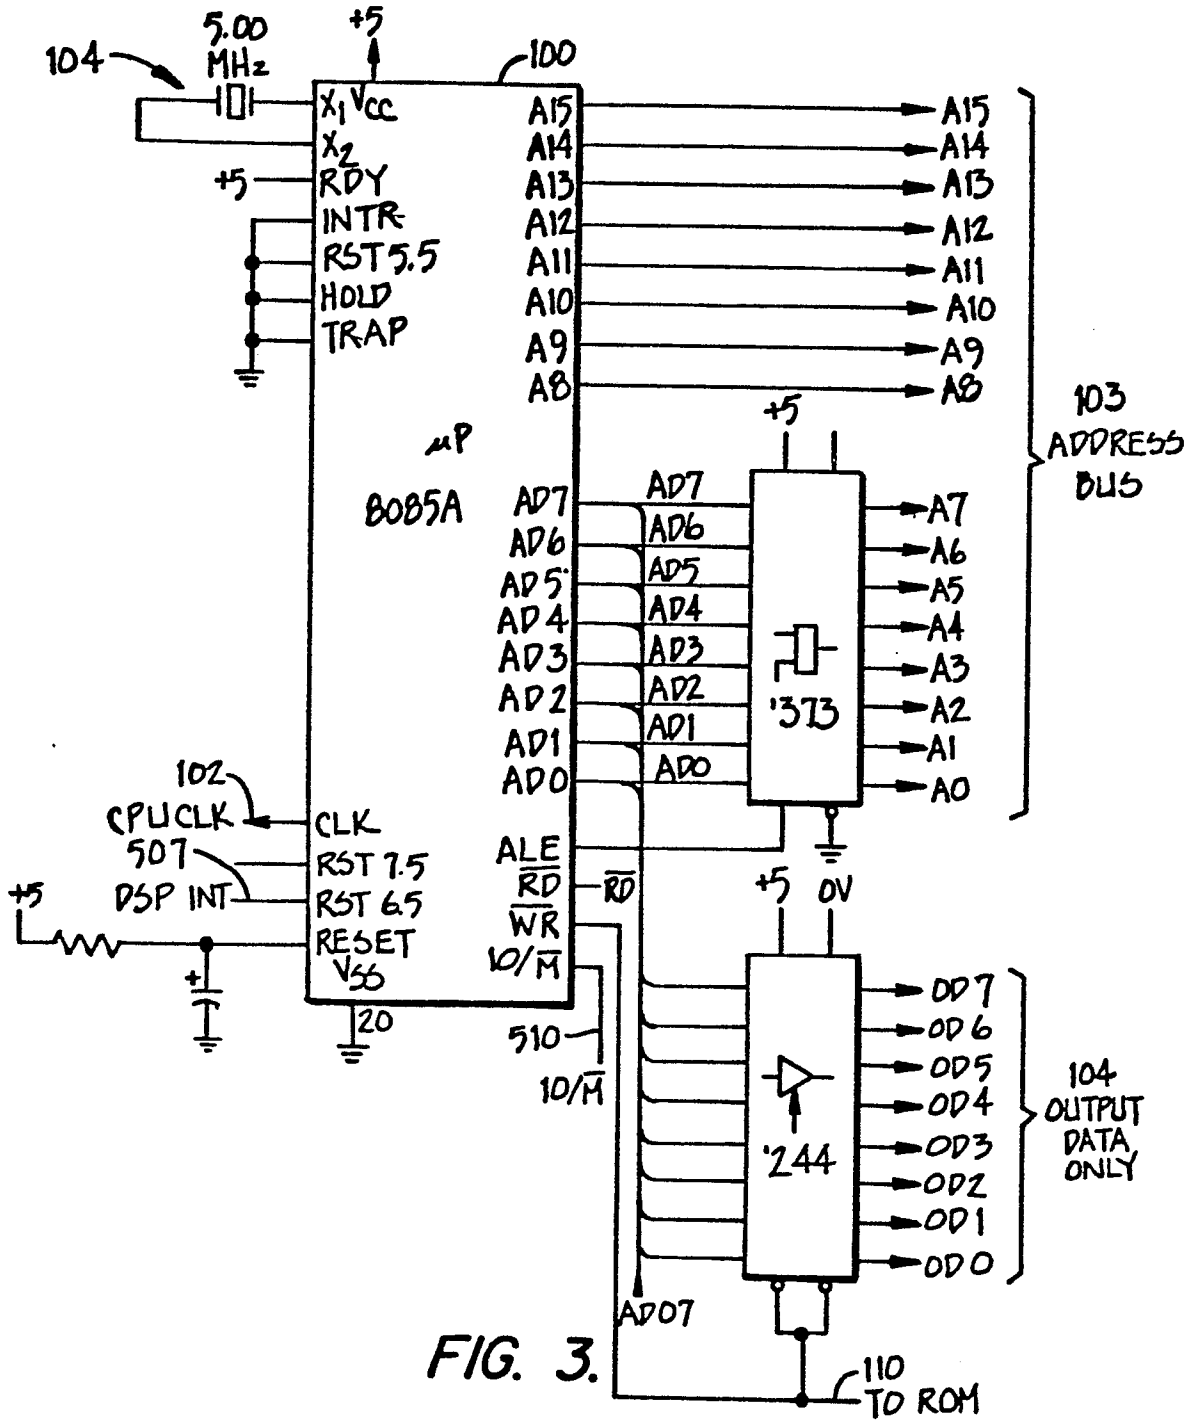 5.00
MHz
104
+5
100
X1
VCC
X2
+5
RDY
INTR
RST 5.5
HOLD
TRAP
A15
A14
A13
A12
A11
A10
A9
A8
A15
A14
A13
A12
A11
A10
A9
A8
103
ADDRESS
BUS
µP
8085A
AD7
AD6
AD5
AD4
AD3
AD2
AD1
AD0
AD7
AD6
AD5
AD4
AD3
AD2
AD1
AD0
+5
'373
A7
A6
A5
A4
A3
A2
A1
A0
102
CPUCLK
CLK
507
RST 7.5
DSP INT
RST 6.5
+5
RESET
+
VSS
20
ALE
R̅D̅
R̅D̅
W̅R̅
10/M̅
510
10/M̅
+5
0V
'244
OD7
OD6
OD5
OD4
OD3
OD2
OD1
OD0
104
OUTPUT
DATA
ONLY
AD07
110
TO ROM
FIG. 3.